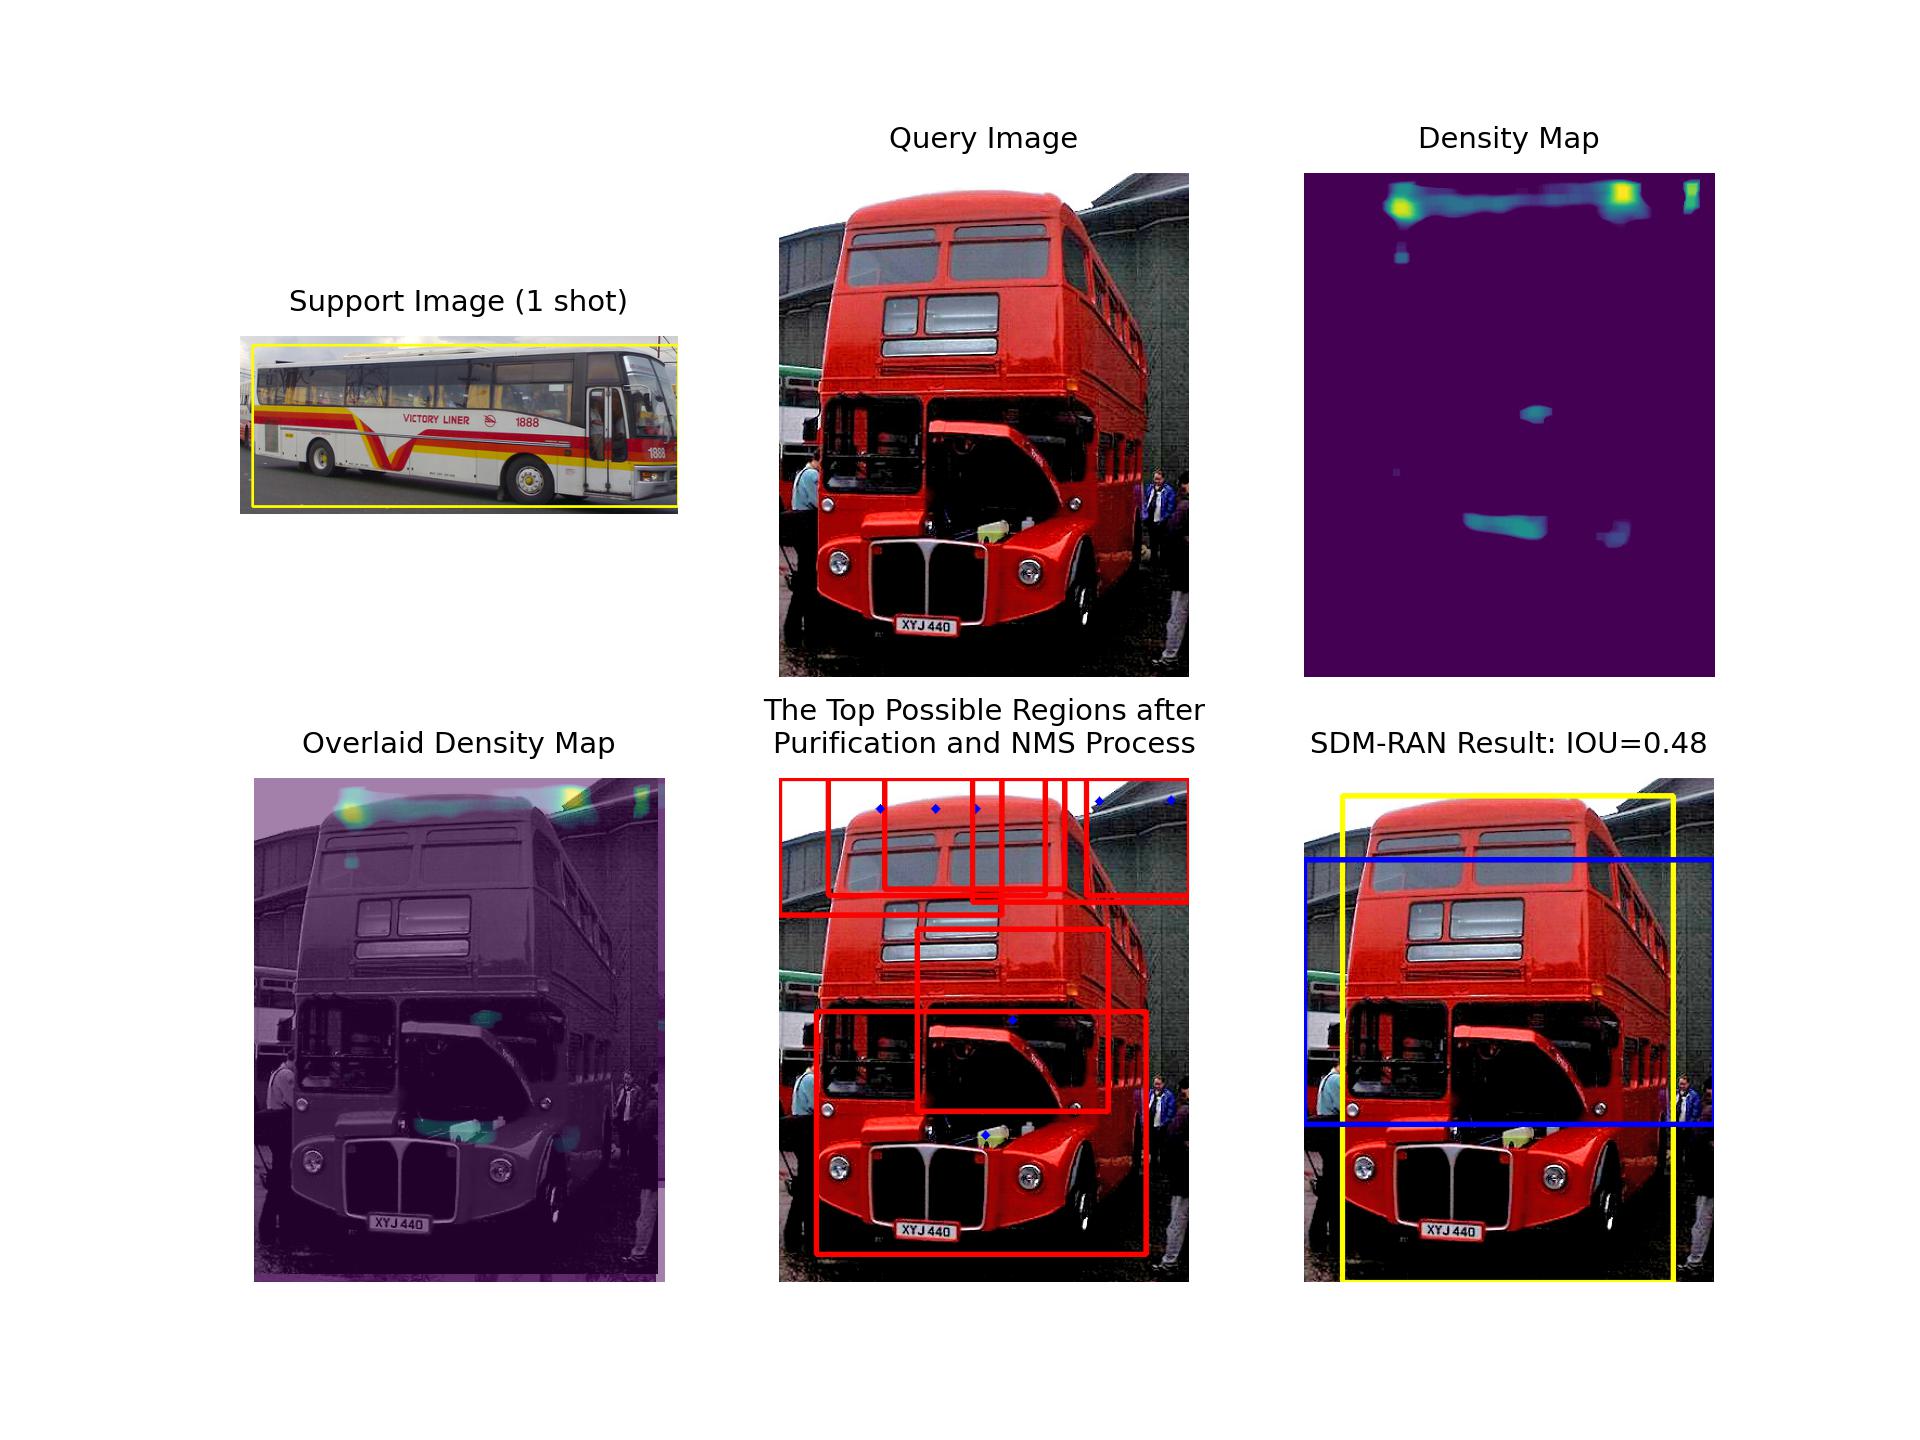 Query Image
Density Map
Support Image (1 shot)
VICTORY LINER 1888
1888
XYJ 440
Overlaid Density Map
The Top Possible Regions after
Purification and NMS Process
SDM-RAN Result: IOU=0.48
XYJ 440
XYJ 440
XYJ 440